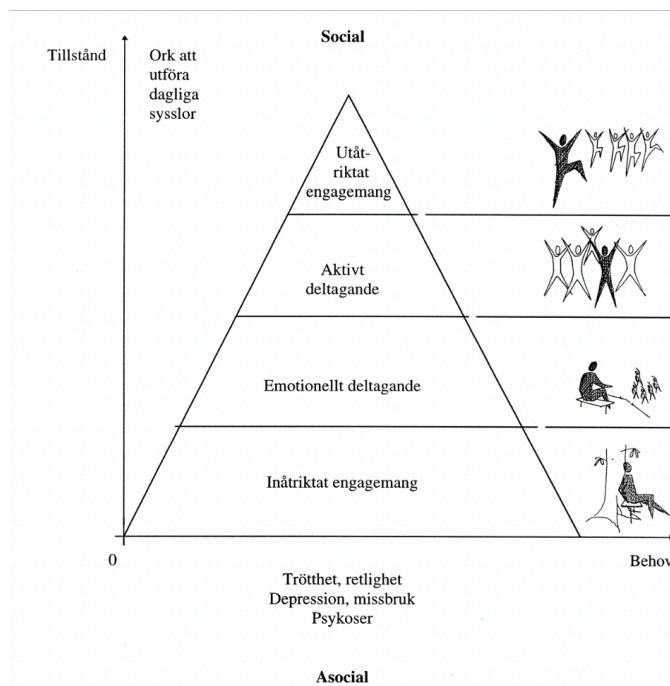 Social
Tillstånd
Ork att
utföra
dagliga
sysslor
Utåt-
riktat
engagemang
Aktivt
deltagande
Emotionellt deltagande
Inåtriktat engagemang
0
Behov
Trötthet, retlighet
Depression, missbruk
Psykoser
Asocial